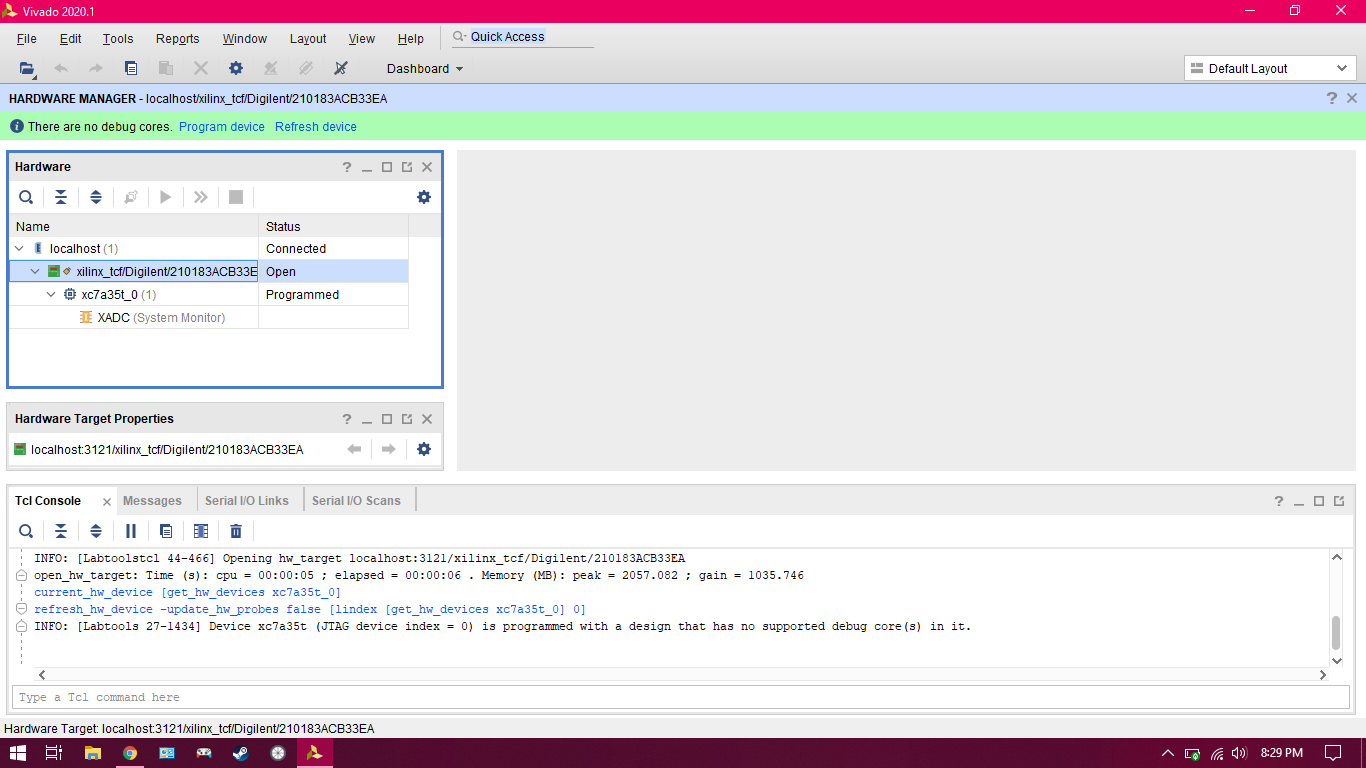 Vivado 2020.1
File Edit Tools Reports Window Layout View Help Quick Access
Dashboard Default Layout
HARDWARE MANAGER - localhost/xilinx_tcf/Digilent/210183ACB33EA
There are no debug cores. Program device Refresh device
Hardware
Name Status
localhost (1) Connected
xilinx_tcf/Digilent/210183ACB33E Open
xc7a35t_0 (1) Programmed
XADC (System Monitor)
Hardware Target Properties
localhost:3121/xilinx_tcf/Digilent/210183ACB33EA
Tcl Console Messages Serial I/O Links Serial I/O Scans
INFO: [Labtoolstcl 44-466] Opening hw_target localhost:3121/xilinx_tcf/Digilent/210183ACB33EA
open_hw_target: Time (s): cpu = 00:00:05 ; elapsed = 00:00:06 . Memory (MB): peak = 2057.082 ; gain = 1035.746
current_hw_device [get_hw_devices xc7a35t_0]
refresh_hw_device -update_hw_probes false [lindex [get_hw_devices xc7a35t_0] 0]
INFO: [Labtools 27-1434] Device xc7a35t (JTAG device index = 0) is programmed with a design that has no supported debug core(s) in it.
Type a Tcl command here
Hardware Target: localhost:3121/xilinx_tcf/Digilent/210183ACB33EA
8:29 PM